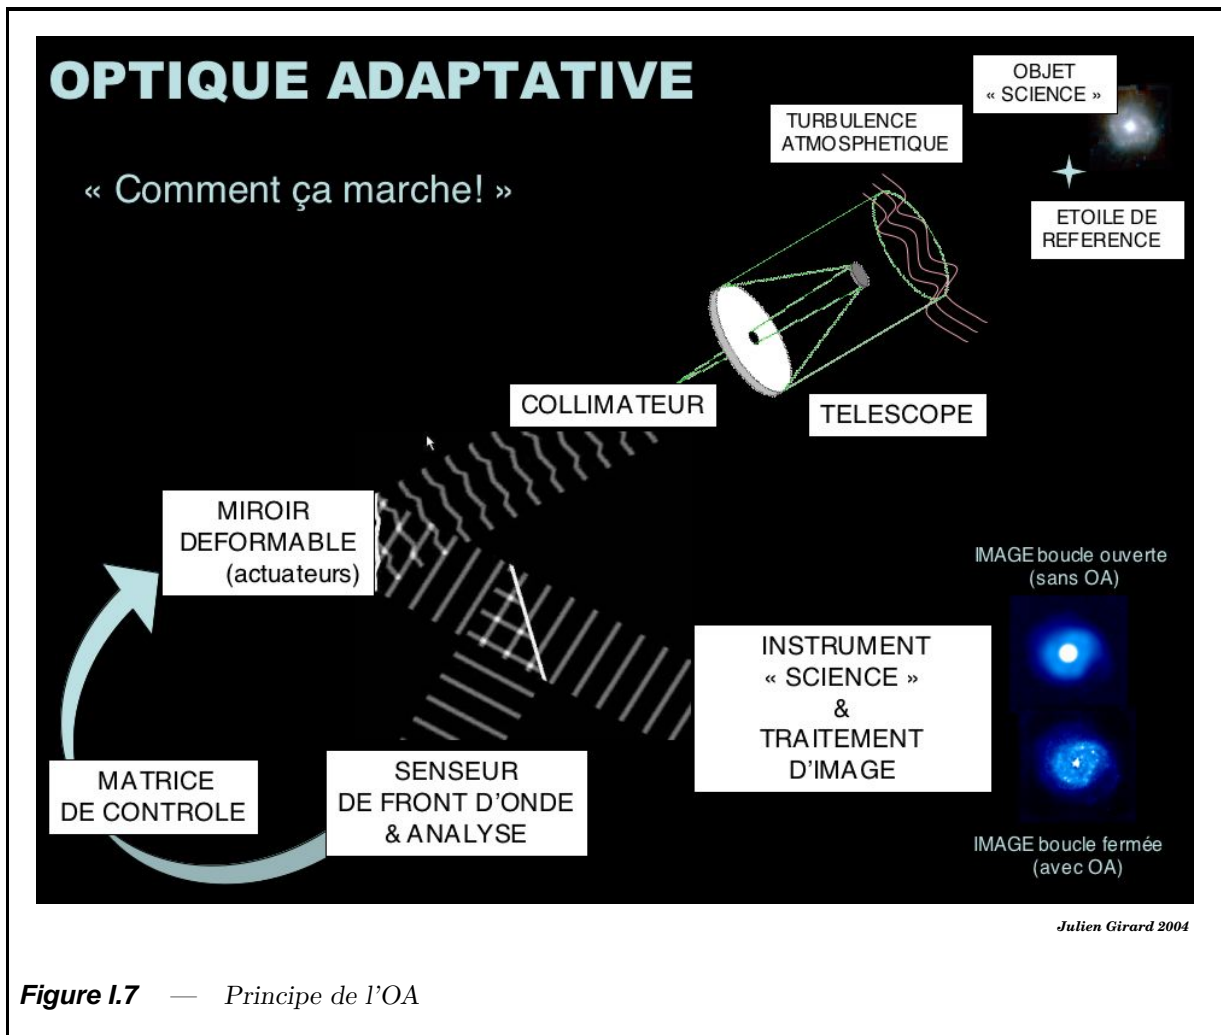 OPTIQUE ADAPTATIVE
« Comment ça marche! »
OBJET
« SCIENCE »
TURBULENCE
ATMOSPHETIQUE
ETOILE DE
REFERENCE
COLLIMATEUR
TELESCOPE
MIROIR
DEFORMABLE
(actuateurs)
IMAGE boucle ouverte
(sans OA)
INSTRUMENT
« SCIENCE »
&
TRAITEMENT
D'IMAGE
MATRICE
DE CONTROLE
SENSEUR
DE FRONT D'ONDE
& ANALYSE
IMAGE boucle fermée
(avec OA)
Julien Girard 2004
Figure I.7 — Principe de l'OA